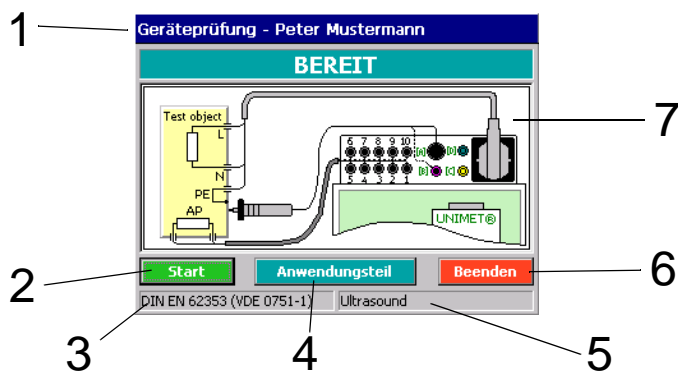 1
Geräteprüfung - Peter Mustermann
BEREIT
7
Test object
L
N
PE
AP
6 7 8 9 10
5 4 3 2 1
[A] [D]
[B] [C]
UNIMET®
2
Start
Anwendungsteil
Beenden
6
DIN EN 62353 (VDE 0751-1)
Ultrasound
3
4
5